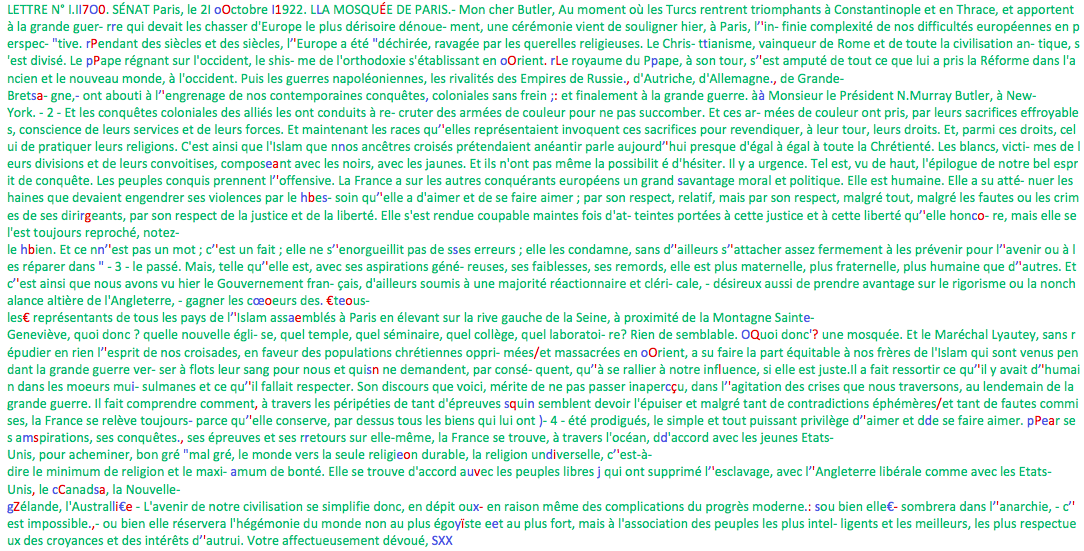 LETTRE N° I.II7O0. SÉNAT Paris, le 2I oOctobre I1922. LLA MOSQUÉE DE PARIS.- Mon cher Butler, Au moment où les Turcs rentrent triomphants à Constantinople et en Thrace, et apportent
à la grande guer- rre qui devait les chasser d'Europe le plus dérisoire dénoue- ment, une cérémonie vient de souligner hier, à Paris, l'"in- finie complexité de nos difficultés européennes en p
erspec- "tive. rPendant des siècles et des siècles, l'"Europe a été "déchirée, ravagée par les querelles religieuses. Le Chris- ttianisme, vainqueur de Rome et de toute la civilisation an- tique, s
'est divisé. Le pPape régnant sur l'occident, le shis- me de l'orthodoxie s'établissant en oOrient. rLe royaume du Ppape, à son tour, s'"est amputé de tout ce que lui a pris la Réforme dans l'a
ncien et le nouveau monde, à l'occident. Puis les guerres napoléoniennes, les rivalités des Empires de Russie., d'Autriche, d'Allemagne., de Grande-
Bretsa- gne,- ont abouti à l'"engrenage de nos contemporaines conquêtes, coloniales sans frein ;: et finalement à la grande guerre. àà Monsieur le Président N.Murray Butler, à New-
York. - 2 - Et les conquêtes coloniales des alliés les ont conduits à re- cruter des armées de couleur pour ne pas succomber. Et ces ar- mées de couleur ont pris, par leurs sacrifices effroyable
s, conscience de leurs services et de leurs forces. Et maintenant les races qu'"elles représentaient invoquent ces sacrifices pour revendiquer, à leur tour, leurs droits. Et, parmi ces droits, cel
ui de pratiquer leurs religions. C'est ainsi que l'Islam que nnos ancêtres croisés prétendaient anéantir parle aujourd'"hui presque d'égal à égal à toute la Chrétienté. Les blancs, victi- mes de l
eurs divisions et de leurs convoitises, composeant avec les noirs, avec les jaunes. Et ils n'ont pas même la possibilit é d'hésiter. Il y a urgence. Tel est, vu de haut, l'épilogue de notre bel espr
it de conquête. Les peuples conquis prennent l'"offensive. La France a sur les autres conquérants européens un grand savantage moral et politique. Elle est humaine. Elle a su atté- nuer les
haines que devaient engendrer ses violences par le hbes- soin qu'"elle a d'aimer et de se faire aimer ; par son respect, relatif, mais par son respect, malgré tout, malgré les fautes ou les crim
es de ses dirirgeants, par son respect de la justice et de la liberté. Elle s'est rendue coupable maintes fois d'at- teintes portées à cette justice et à cette liberté qu'"elle honco- re, mais elle se
l'est toujours reproché, notez-
le hbien. Et ce nn'"est pas un mot ; c'"est un fait ; elle ne s'"enorgueillit pas de sses erreurs ; elle les condamne, sans d'"ailleurs s'"attacher assez fermement à les prévenir pour l'"avenir ou à l
es réparer dans " - 3 - le passé. Mais, telle qu'"elle est, avec ses aspirations géné- reuses, ses faiblesses, ses remords, elle est plus maternelle, plus fraternelle, plus humaine que d'"autres. Et
c'"est ainsi que nous avons vu hier le Gouvernement fran- çais, d'ailleurs soumis à une majorité réactionnaire et cléri- cale, - désireux aussi de prendre avantage sur le rigorisme ou la nonch
alance altière de l'Angleterre, - gagner les cœoeurs des. €teous-
les€ représentants de tous les pays de l'"Islam assaemblés à Paris en élevant sur la rive gauche de la Seine, à proximité de la Montagne Sainte-
Geneviève, quoi donc ? quelle nouvelle égli- se, quel temple, quel séminaire, quel collège, quel laboratoi- re? Rien de semblable. OQuoi donc'? une mosquée. Et le Maréchal Lyautey, sans r
épudier en rien l'"esprit de nos croisades, en faveur des populations chrétiennes oppri- mées/et massacrées en oOrient, a su faire la part équitable à nos frères de l'Islam qui sont venus pen
dant la grande guerre ver- ser à flots leur sang pour nous et quisn ne demandent, par consé- quent, qu'"à se rallier à notre influence, si elle est juste.Il a fait ressortir ce qu'"il y avait d'"humai
n dans les moeurs mui- sulmanes et ce qu'"il fallait respecter. Son discours que voici, mérite de ne pas passer inapercçu, dans l'"agitation des crises que nous traversons, au lendemain de la
grande guerre. Il fait comprendre comment, à travers les péripéties de tant d'épreuves squin semblent devoir l'épuiser et malgré tant de contradictions éphémères/et tant de fautes commi
ses, la France se relève toujours- parce qu'"elle conserve, par dessus tous les biens qui lui ont )- 4 - été prodigués, le simple et tout puissant privilège d'"aimer et dde se faire aimer. pPear se
s amspirations, ses conquêtes., ses épreuves et ses rretours sur elle-même, la France se trouve, à travers l'océan, dd'accord avec les jeunes Etats-
Unis, pour acheminer, bon gré "mal gré, le monde vers la seule religieon durable, la religion undiverselle, c'"est-à-
dire le minimum de religion et le maxi- amum de bonté. Elle se trouve d'accord auvec les peuples libres j qui ont supprimé l'"esclavage, avec l'"Angleterre libérale comme avec les Etats-
Unis, le cCanadsa, la Nouvelle-
gZélande, l'Australli€e - L'avenir de notre civilisation se simplifie donc, en dépit oux- en raison même des complications du progrès moderne.: sou bien elle€- sombrera dans l'"anarchie, - c'"
est impossible.,- ou bien elle réservera l'hégémonie du monde non au plus égoyïste eet au plus fort, mais à l'association des peuples les plus intel- ligents et les meilleurs, les plus respectue
ux des croyances et des intérêts d'"autrui. Votre affectueusement dévoué, SXX